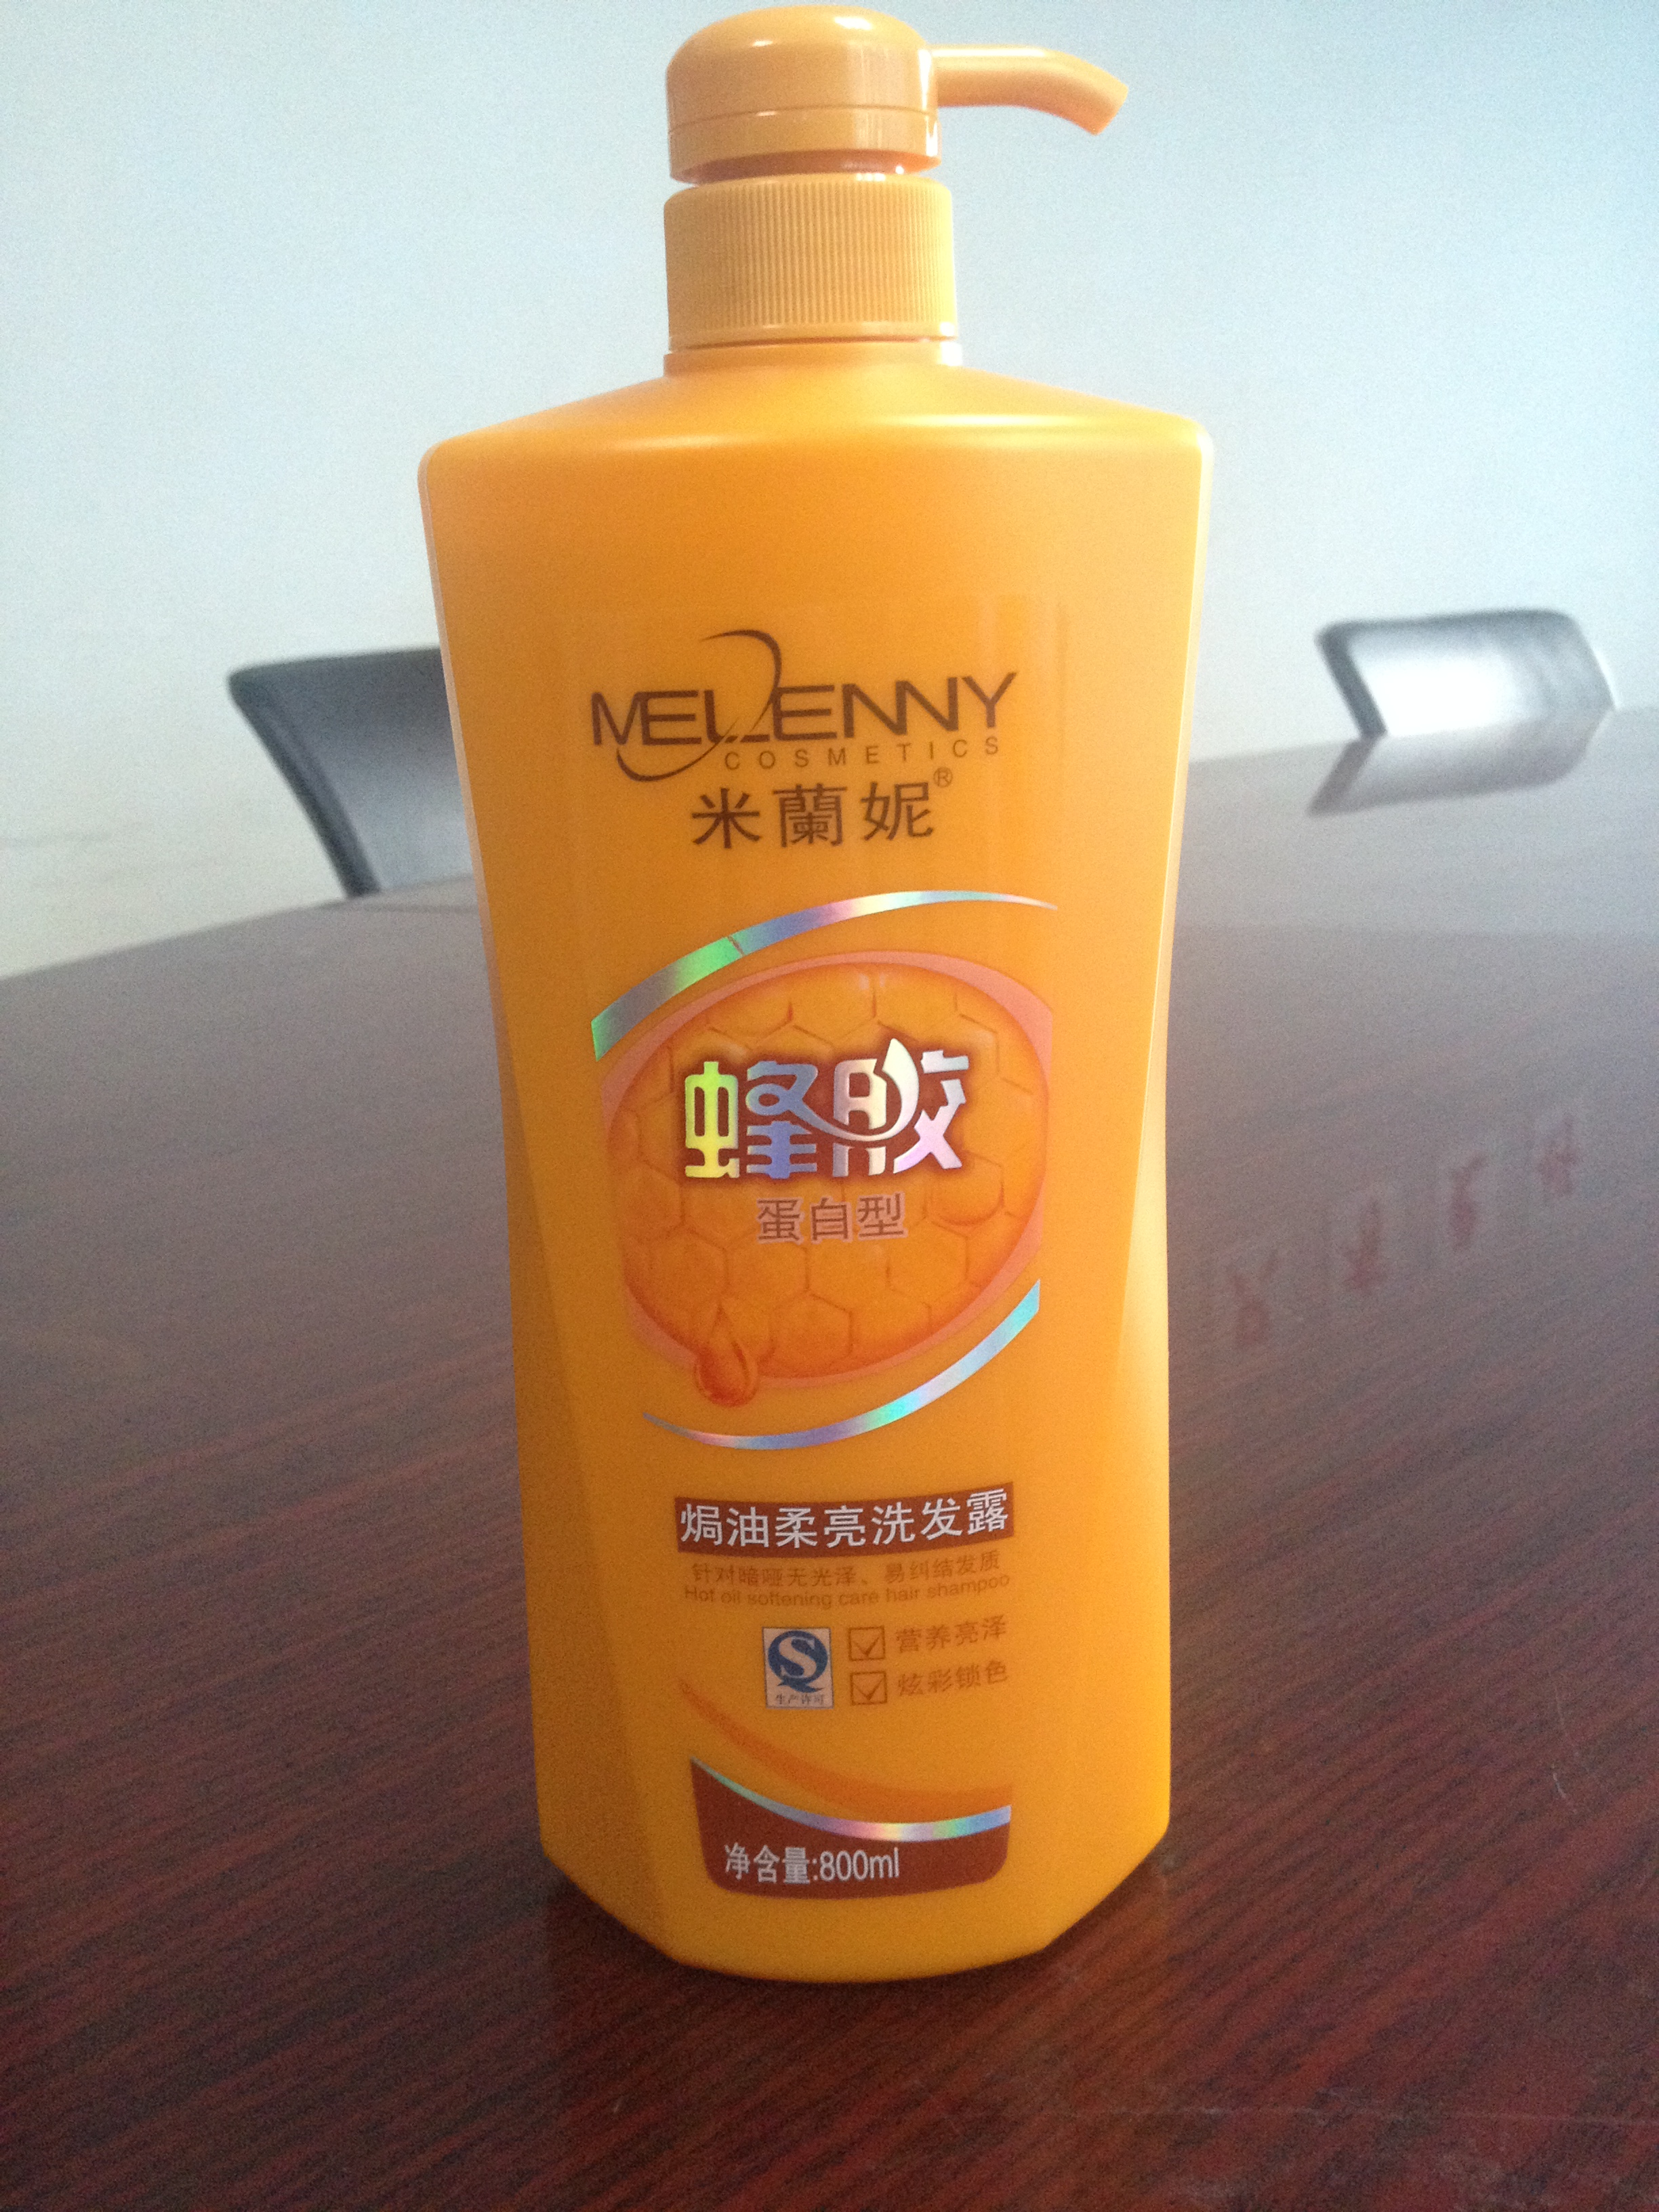 MELLENNY
COSMETICS
米蘭妮®
蜂胶
蛋白型
焗油柔亮洗发露
针对暗哑无光泽、易纠结发质
Hot oil softening care hair shampoo
营养亮泽
炫彩锁色
生产许可
净含量:800ml